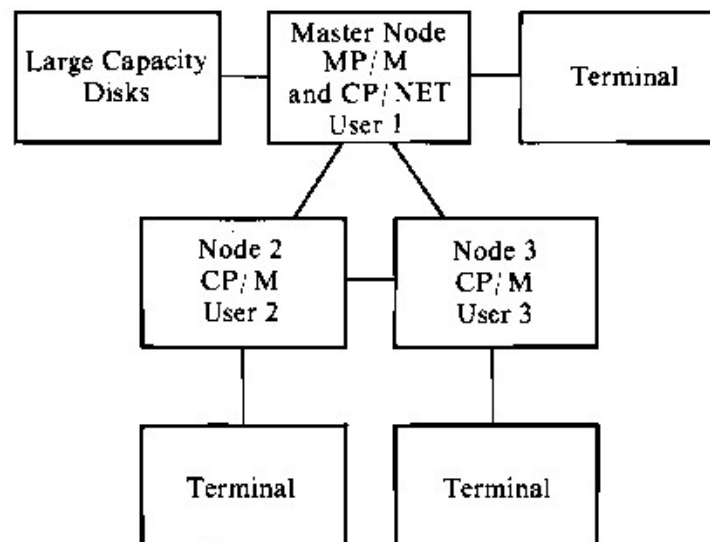 Large Capacity
Disks
Master Node
MP/M
and CP/NET
User 1
Terminal
Node 2
CP/M
User 2
Node 3
CP/M
User 3
Terminal
Terminal